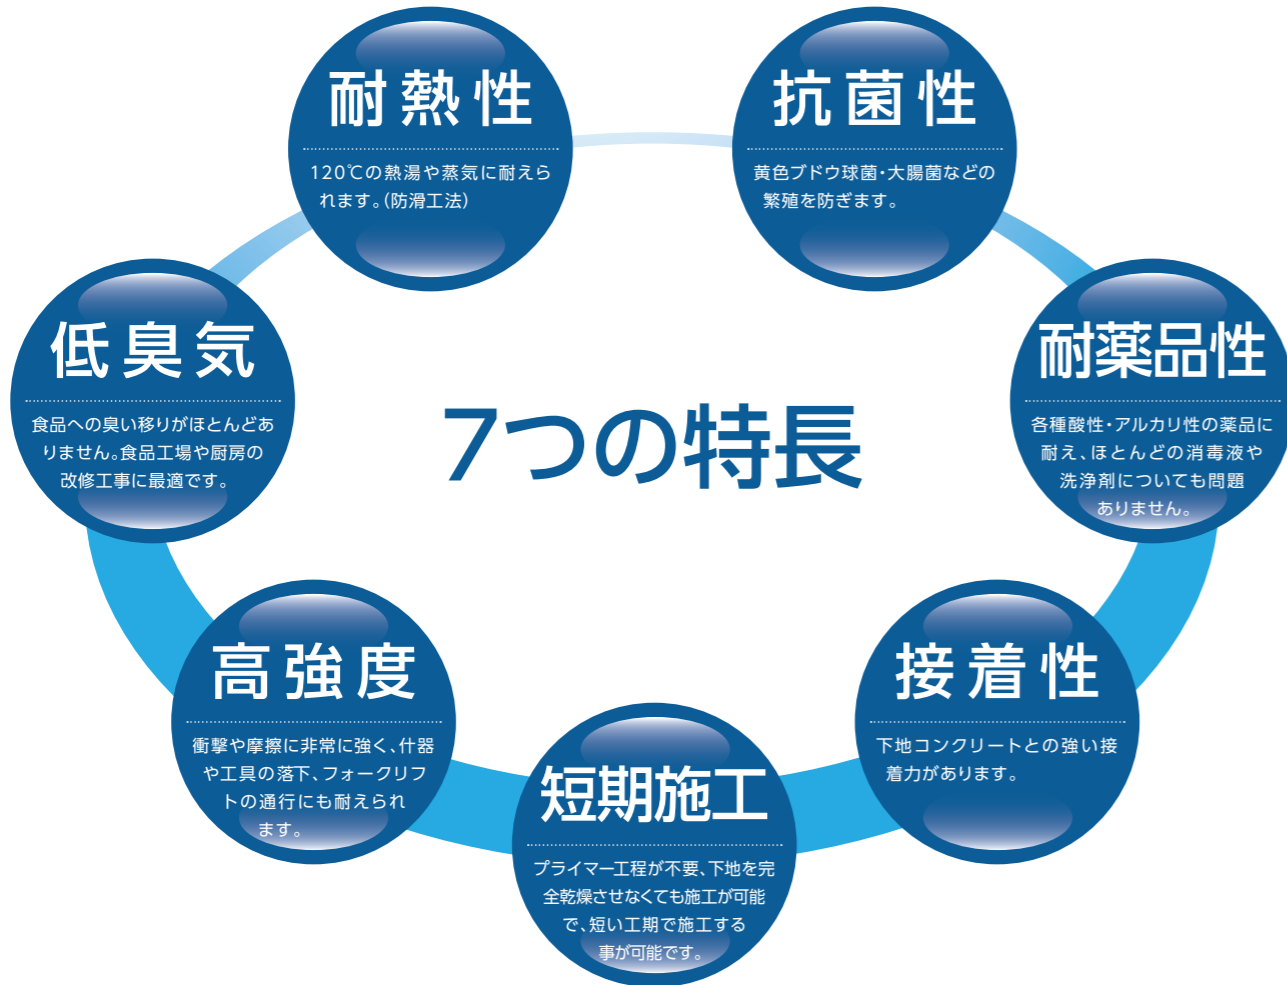 耐熱性
120℃の熱湯や蒸気に耐えら
れます。(防滑工法)
抗菌性
黄色ブドウ球菌・大腸菌などの
繁殖を防ぎます。
低臭気
食品への臭い移りがほとんどあ
りません。食品工場や厨房の
改修工事に最適です。
7つの特長
耐薬品性
各種酸性・アルカリ性の薬品に
耐え、ほとんどの消毒液や
洗浄剤についても問題
ありません。
高強度
衝撃や摩擦に非常に強く、什器
や工具の落下、フォークリフ
トの通行にも耐えられ
ます。
短期施工
プライマー工程が不要、下地を完
全乾燥させなくても施工が可能
で、短い工期で施工する
事が可能です。
接着性
下地コンクリートとの強い接
着力があります。